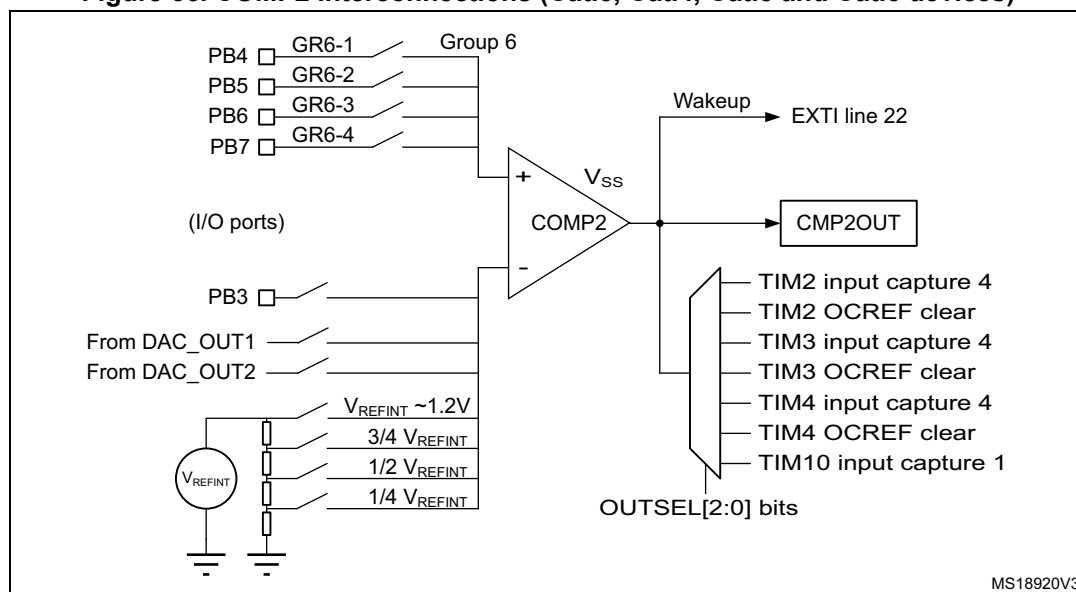 PB4 GR6-1 Group 6
PB5 GR6-2
PB6 GR6-3
PB7 GR6-4
Wakeup EXTI line 22
+ VSS
(I/O ports)
COMP2
CMP2OUT
-
PB3
From DAC_OUT1
From DAC_OUT2
VREFINT ~1.2V
3/4 VREFINT
1/2 VREFINT
1/4 VREFINT
VREFINT
TIM2 input capture 4
TIM2 OCREF clear
TIM3 input capture 4
TIM3 OCREF clear
TIM4 input capture 4
TIM4 OCREF clear
TIM10 input capture 1
OUTSEL[2:0] bits
MS18920V3